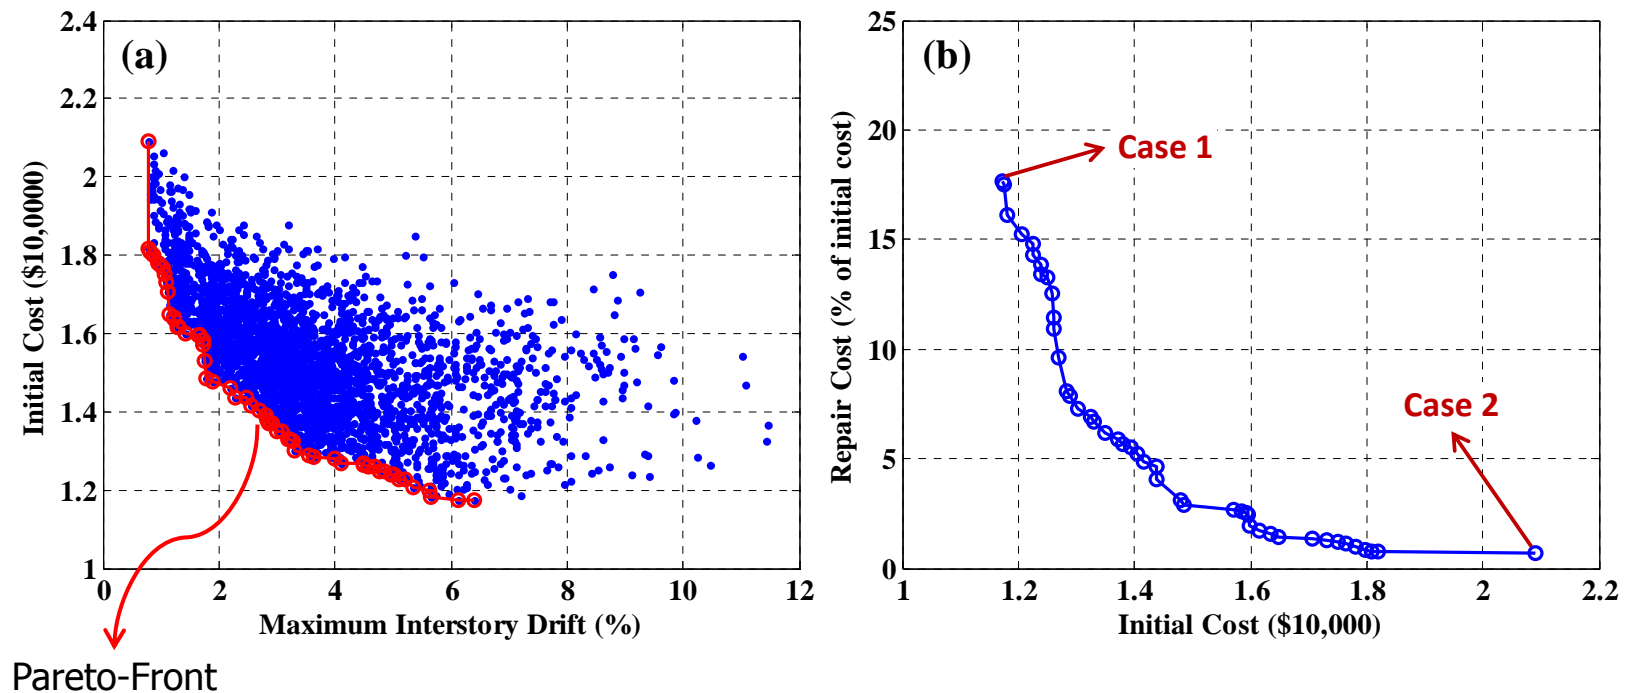 (a)
Initial Cost ($10,0000)
2.4
2.2
2
1.8
1.6
1.4
1.2
1
0 2 4 6 8 10 12
Maximum Interstory Drift (%)
Pareto-Front
(b)
Repair Cost (% of initial cost)
25
20
15
10
5
0
Case 1
Case 2
1 1.2 1.4 1.6 1.8 2 2.2
Initial Cost ($10,000)